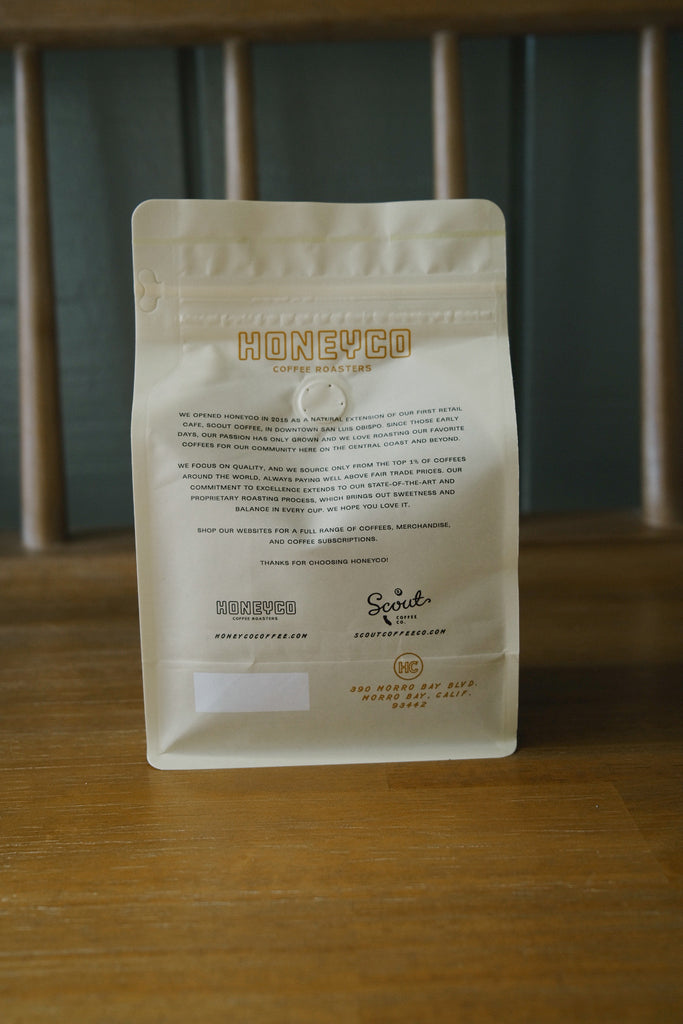 HONEYCO
COFFEE ROASTERS
WE OPENED HONEYCO IN 2015 AS A NATURAL EXTENSION OF OUR FIRST RETAIL
CAFE, SCOUT COFFEE, IN DOWNTOWN SAN LUIS OBISPO. SINCE THOSE EARLY
DAYS, OUR PASSION HAS ONLY GROWN AND WE LOVE ROASTING OUR FAVORITE
COFFEES FOR OUR COMMUNITY HERE ON THE CENTRAL COAST AND BEYOND.
WE FOCUS ON QUALITY, AND WE SOURCE ONLY FROM THE TOP 1% OF COFFEES
AROUND THE WORLD, ALWAYS PAYING WELL ABOVE FAIR TRADE PRICES. OUR
COMMITMENT TO EXCELLENCE EXTENDS TO OUR STATE-OF-THE-ART AND
PROPRIETARY ROASTING PROCESS, WHICH BRINGS OUT SWEETNESS AND
BALANCE IN EVERY CUP. WE HOPE YOU LOVE IT.
SHOP OUR WEBSITES FOR A FULL RANGE OF COFFEES, MERCHANDISE,
AND COFFEE SUBSCRIPTIONS.
THANKS FOR CHOOSING HONEYCO!
HONEYCO
COFFEE ROASTERS
HONEYCOCOFFEE.COM
Scout
COFFEE
CO.
SCOUTCOFFEECO.COM
HC
390 MORRO BAY BLVD.
MORRO BAY, CALIF.
93442